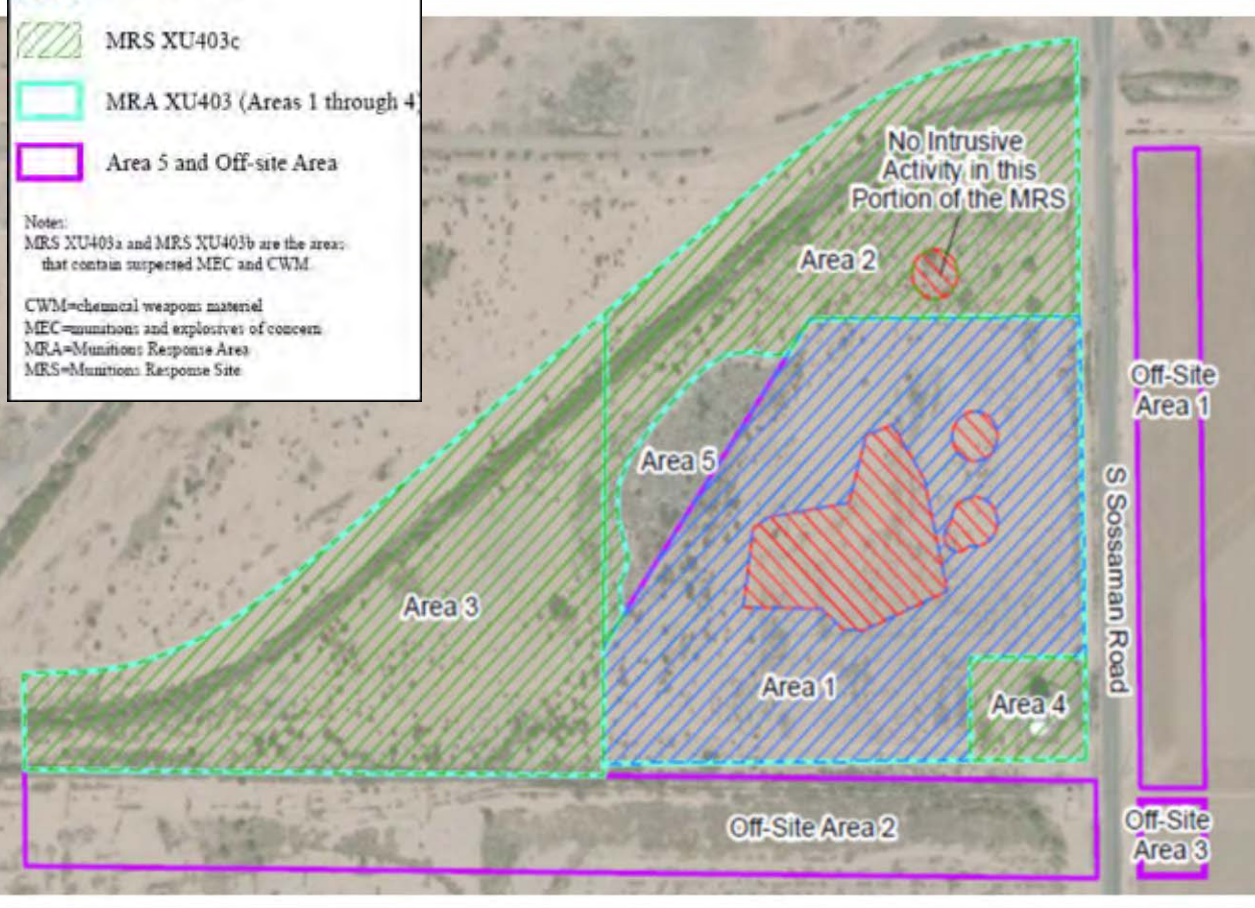 MRS XU403c
MRA XU403 (Areas 1 through 4)
Area 5 and Off-site Area
Notes:
MRS XU403a and MRS XU403b are the areas
that contain suspected MEC and CWM.
CWM=chemical weapons materiel
MEC=munitions and explosives of concern
MRA=Munitions Response Area
MRS=Munitions Response Site
No Intrusive
Activity in this
Portion of the MRS
Area 2
Off-Site
Area 1
Area 5
S Sossaman Road
Area 3
Area 1
Area 4
Off-Site Area 2
Off-Site
Area 3